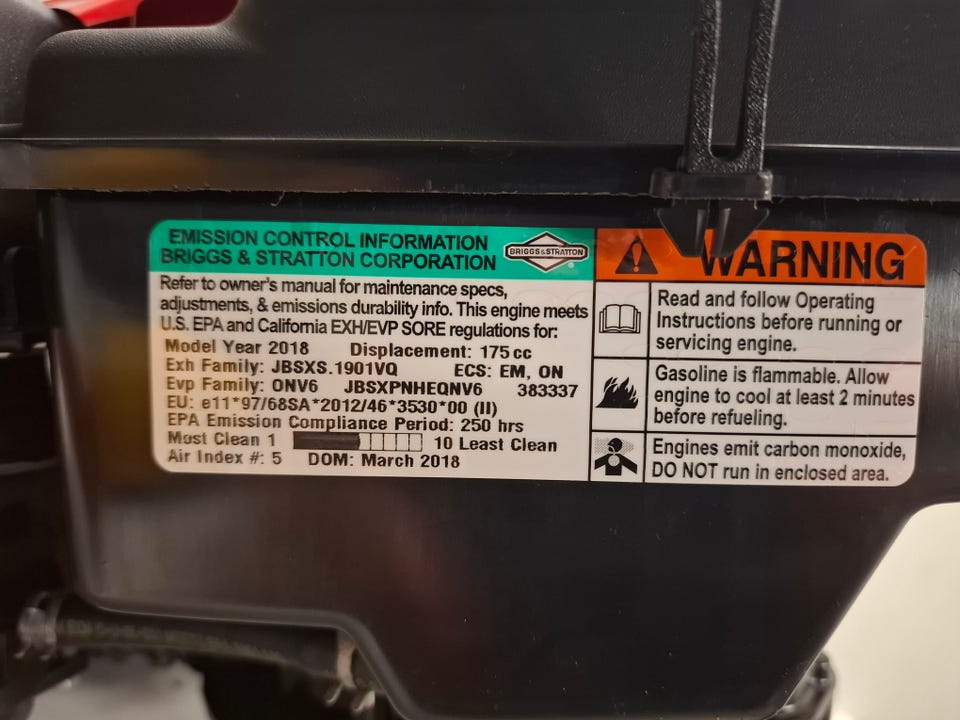 EMISSION CONTROL INFORMATION
BRIGGS & STRATTON CORPORATION
BRIGGS & STRATTON
Refer to owner's manual for maintenance specs,
adjustments, & emissions durability info. This engine meets
U.S. EPA and California EXH/EVP SORE regulations for:
Model Year 2018 Displacement: 175 cc
Exh Family: JBSXS.1901VQ ECS: EM, ON
Evp Family: ONV6 JBSXPNHEQNV6 383337
EU: e11*97/68SA*2012/46*3530*00 (II)
EPA Emission Compliance Period: 250 hrs
Most Clean 1 10 Least Clean
Air Index #: 5 DOM: March 2018
WARNING
Read and follow Operating
Instructions before running or
servicing engine.
Gasoline is flammable. Allow
engine to cool at least 2 minutes
before refueling.
Engines emit carbon monoxide,
DO NOT run in enclosed area.